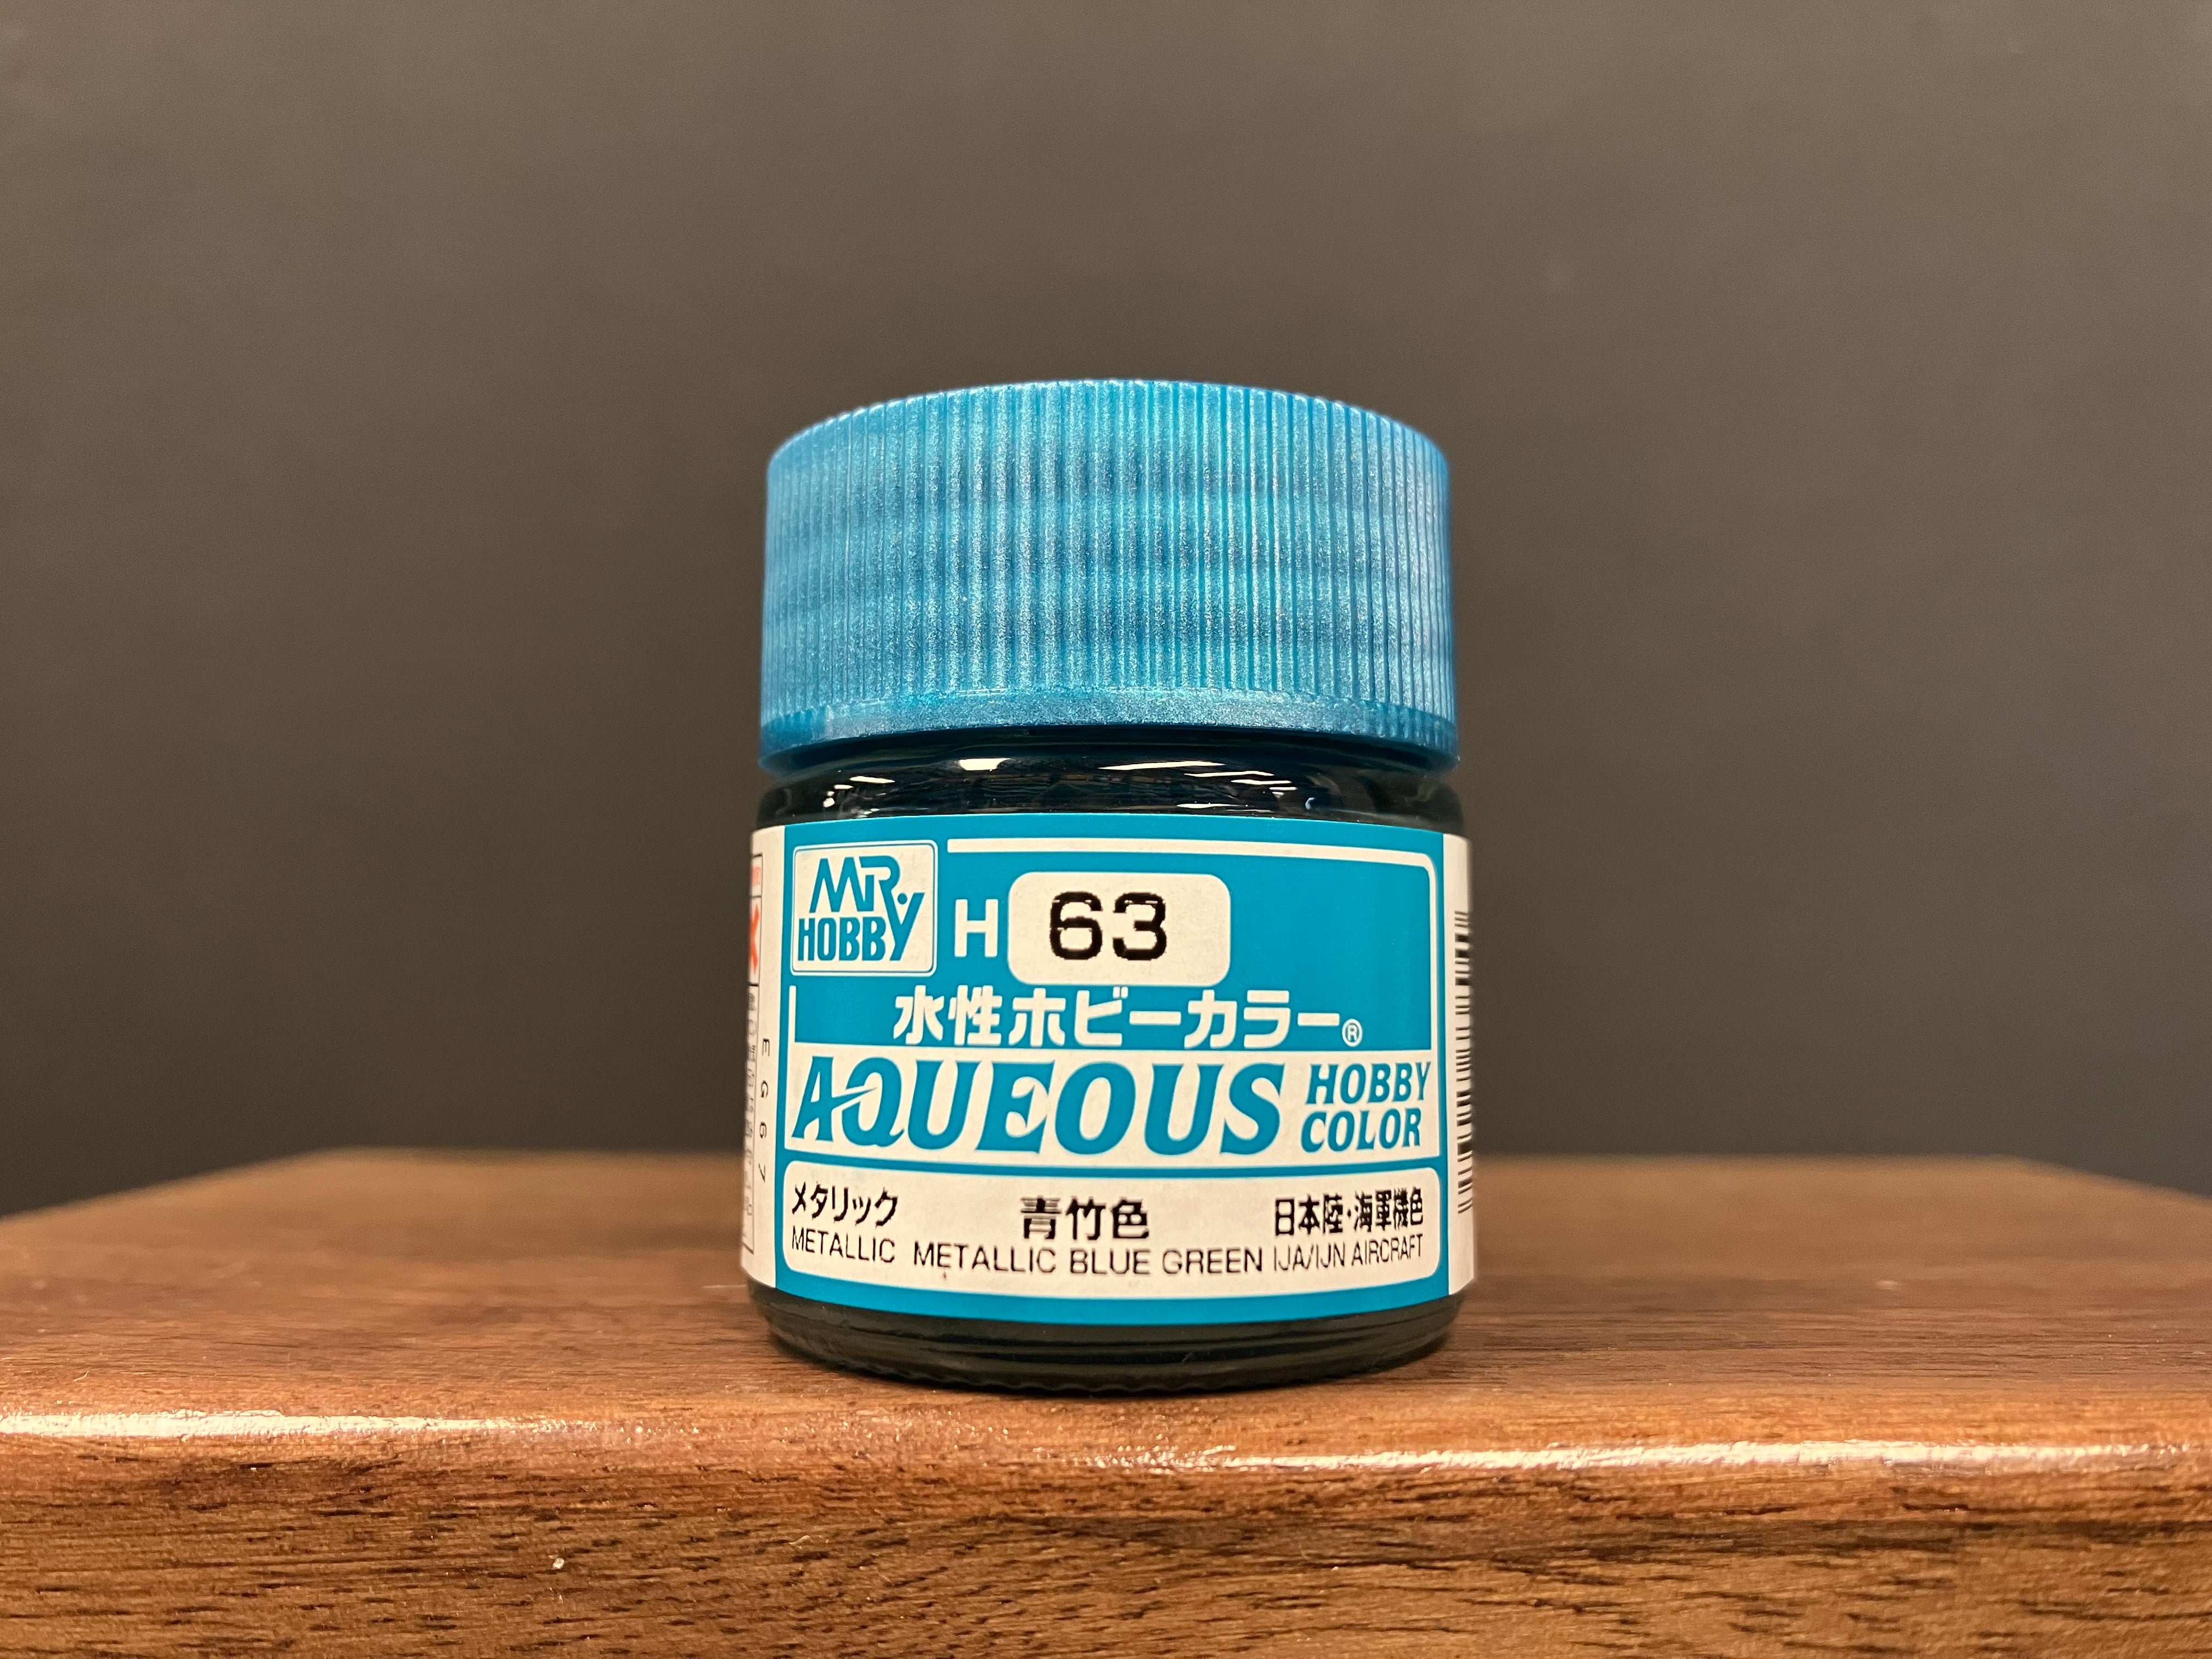 MR.
HOBBY
H 63
水性ホビーカラー®
AQUEOUS HOBBY
COLOR
メタリック 青竹色 日本陸・海軍機色
METALLIC METALLIC BLUE GREEN IJA/IJN AIRCRAFT
EG67